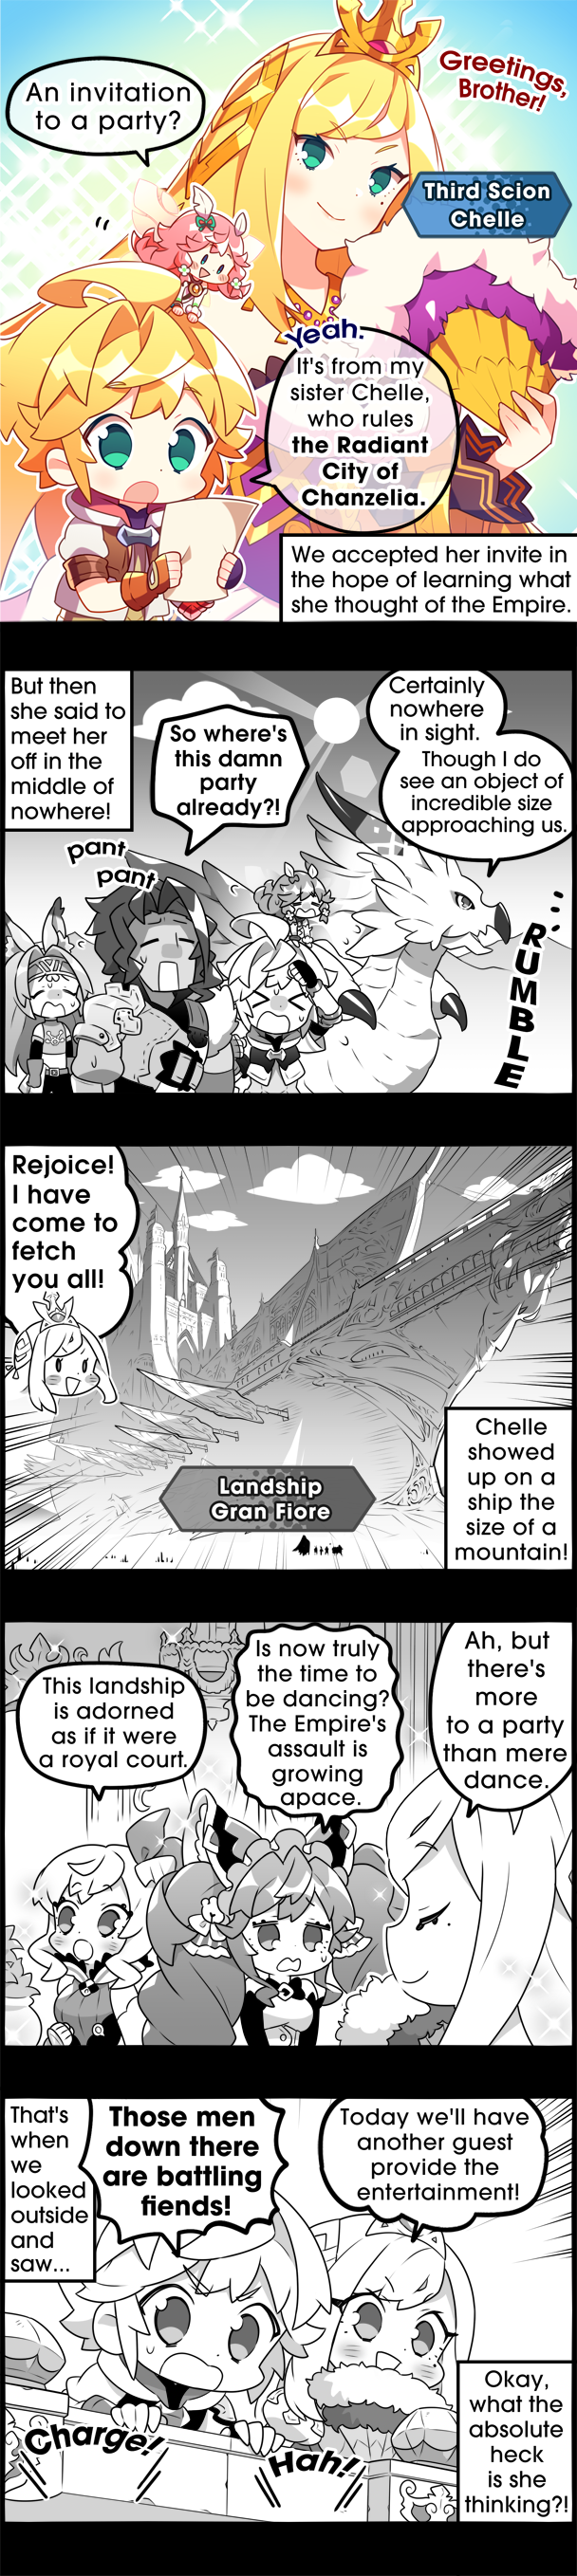 Greetings,
Brother!
An invitation
to a party?
Third Scion
Chelle
Yeah.
It's from my
sister Chelle,
who rules
the Radiant
City of
Chanzelia.
We accepted her invite in
the hope of learning what
she thought of the Empire.
But then
she said to
meet her
off in the
middle of
nowhere!
So where's
this damn
party
already?!
Certainly
nowhere
in sight.
Though I do
see an object of
incredible size
approaching us.
pant
pant
RUMBLE
Rejoice!
I have
come to
fetch
you all!
Landship
Gran Fiore
Chelle
showed
up on a
ship the
size of a
mountain!
This landship
is adorned
as if it were
a royal court.
Is now truly
the time to
be dancing?
The Empire's
assault is
growing
apace.
Ah, but
there's
more
to a party
than mere
dance.
That's
when
we
looked
outside
and
saw...
Those men
down there
are battling
fiends!
Today we'll have
another guest
provide the
entertainment!
Charge!
Hah!
Okay,
what the
absolute
heck
is she
thinking?!